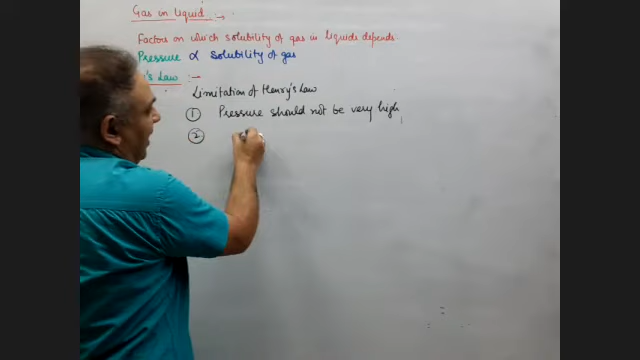 Gas in liquid :-
Factors on which solubility of gas in liquids depends
Pressure ∝ Solubility of gas
y's Law :-
Limitation of Henry's Law
① Pressure should not be very high,
②